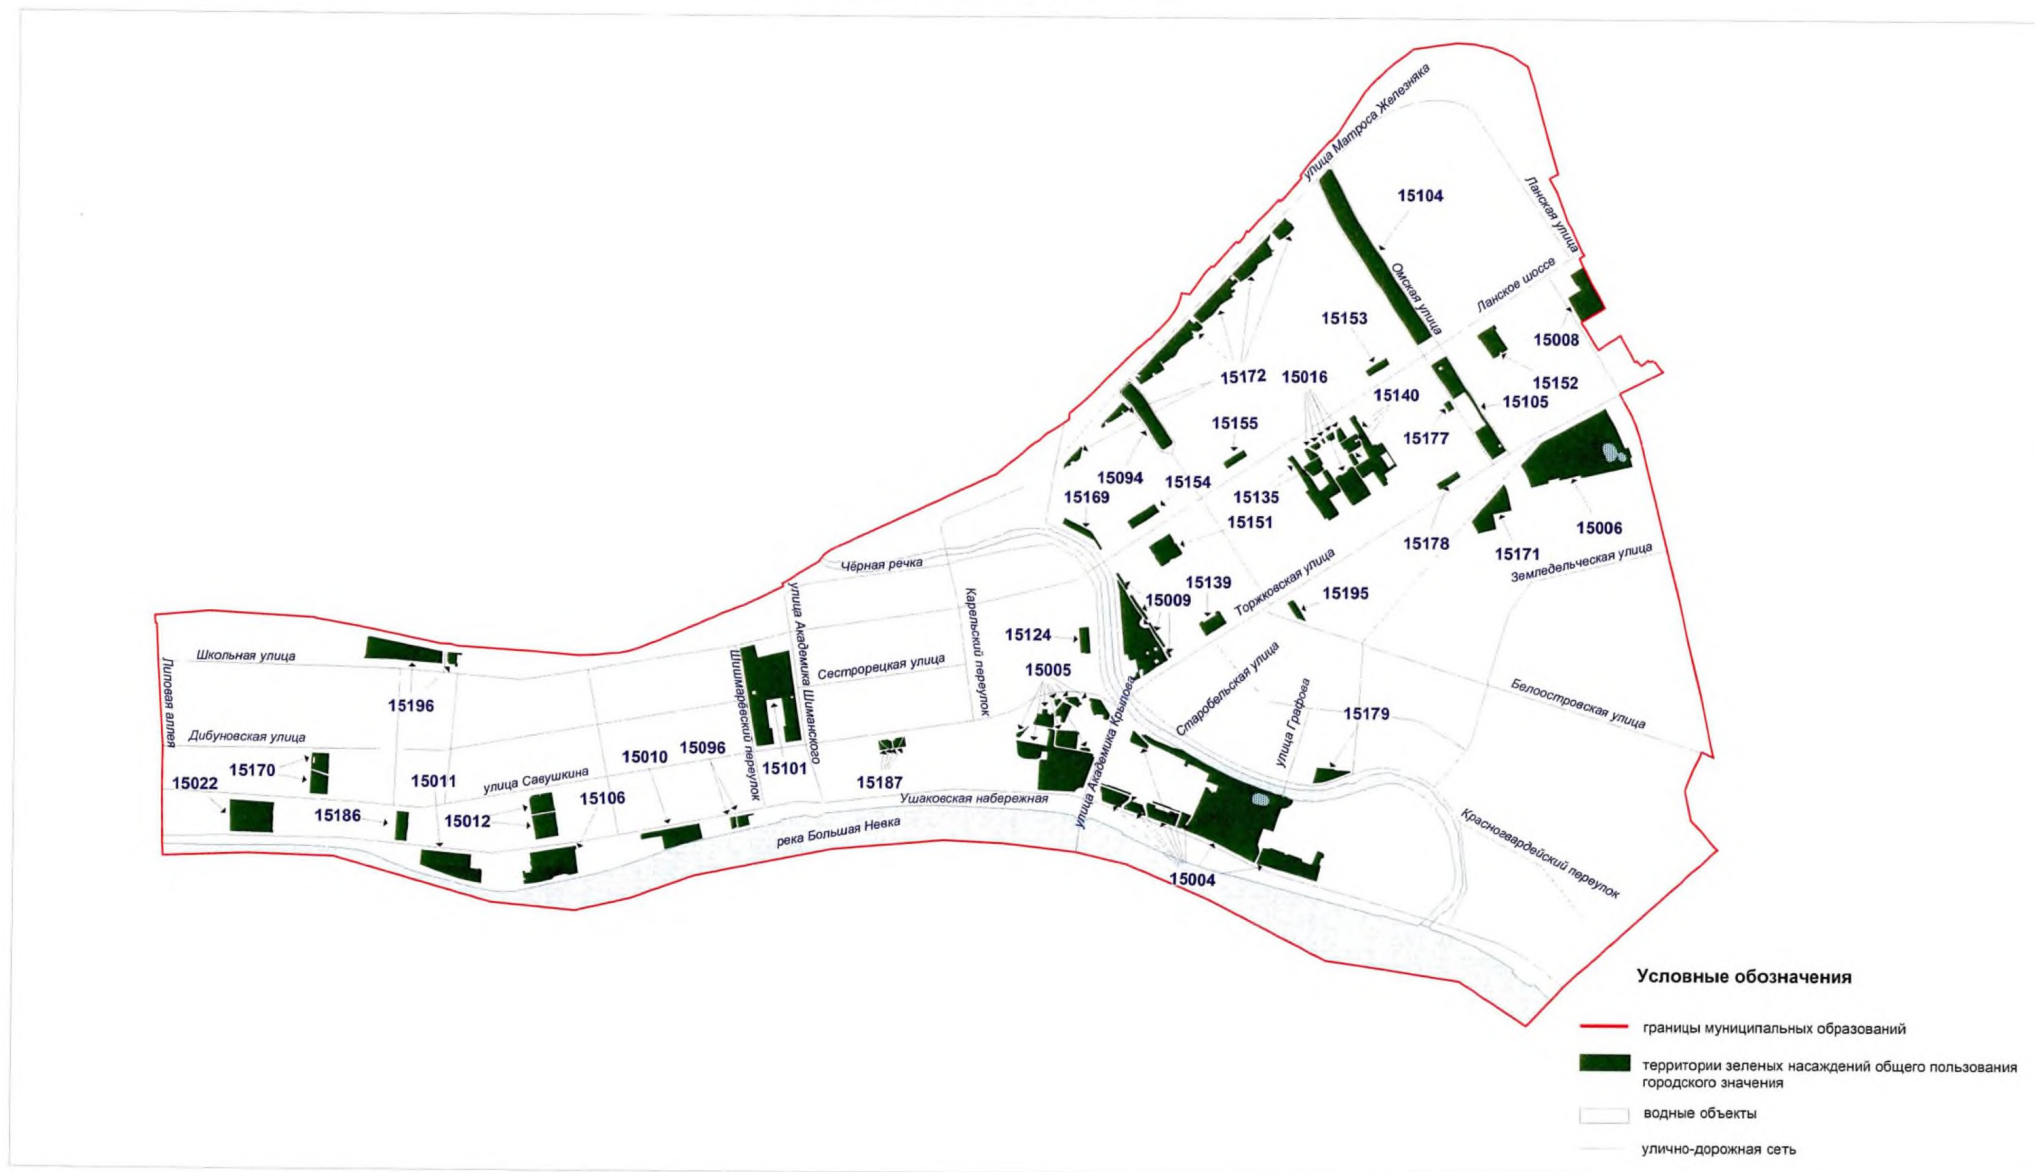 улица Матроса Железняка
15104
Ланская улица
Омская улица
Ланское шоссе
15153
15008
15172
15016
15152
15140
15105
15155
15177
15094
15154
15135
15169
15151
15006
15178
15171
Земледельческая улица
Чёрная речка
15139
Торжковская улица
15009
15195
улица Академика Шиманского
Карельский переулок
15124
Школьная улица
Липовая аллея
Шишмарёвский переулок
Сестрорецкая улица
15005
Старобельская улица
улица Графова
Белоостровская улица
15196
улица Академика Крылова
15179
Дибуновская улица
15010
15096
15101
15170
15022
15011
улица Савушкина
15187
15106
Ушаковская набережная
15186
15012
река Большая Невка
Красногвардейский переулок
15004
Условные обозначения
границы муниципальных образований
территории зеленых насаждений общего пользования
городского значения
водные объекты
улично-дорожная сеть